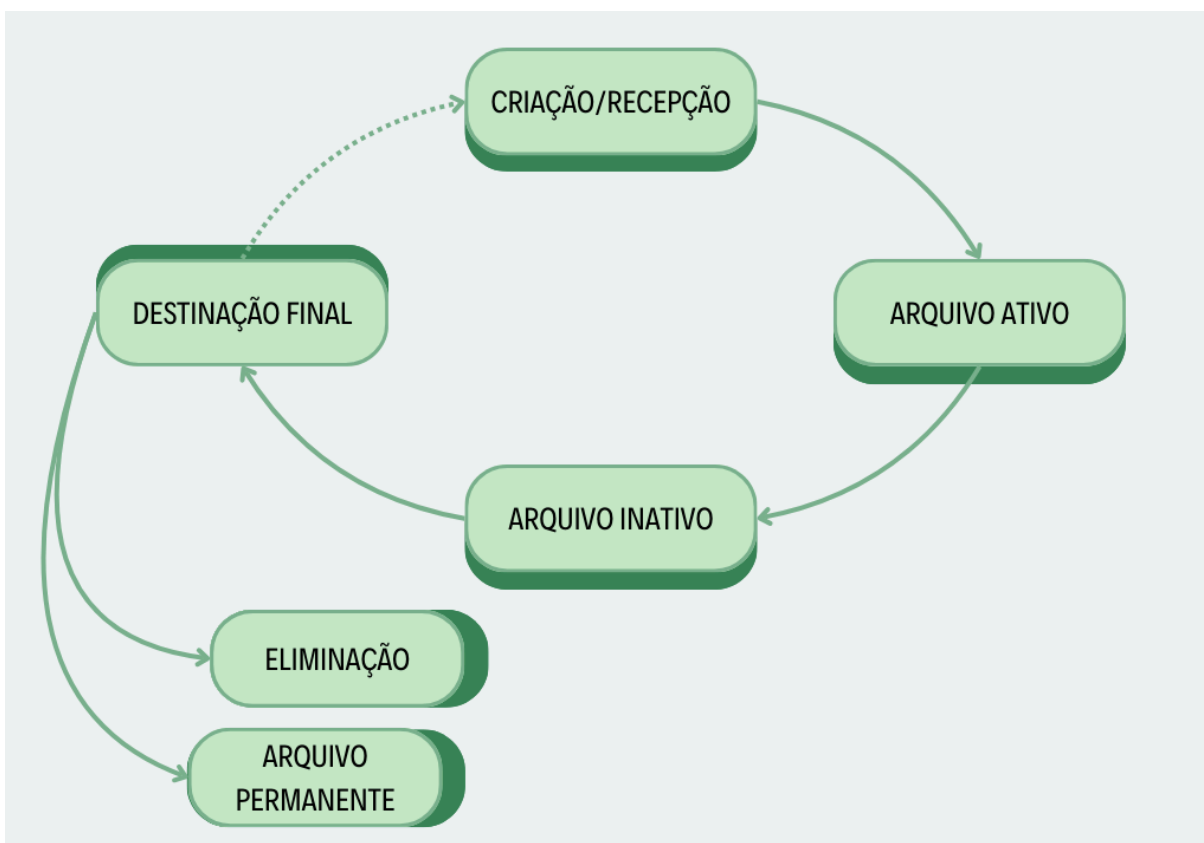 CRIAÇÃO/RECEPÇÃO
DESTINAÇÃO FINAL
ARQUIVO ATIVO
ARQUIVO INATIVO
ELIMINAÇÃO
ARQUIVO
PERMANENTE